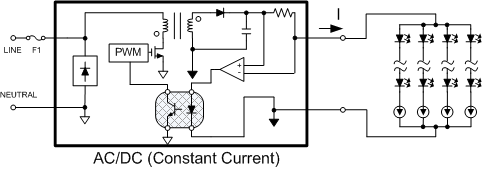 I
LINE F1
PWM
+
-
NEUTRAL
AC/DC (Constant Current)